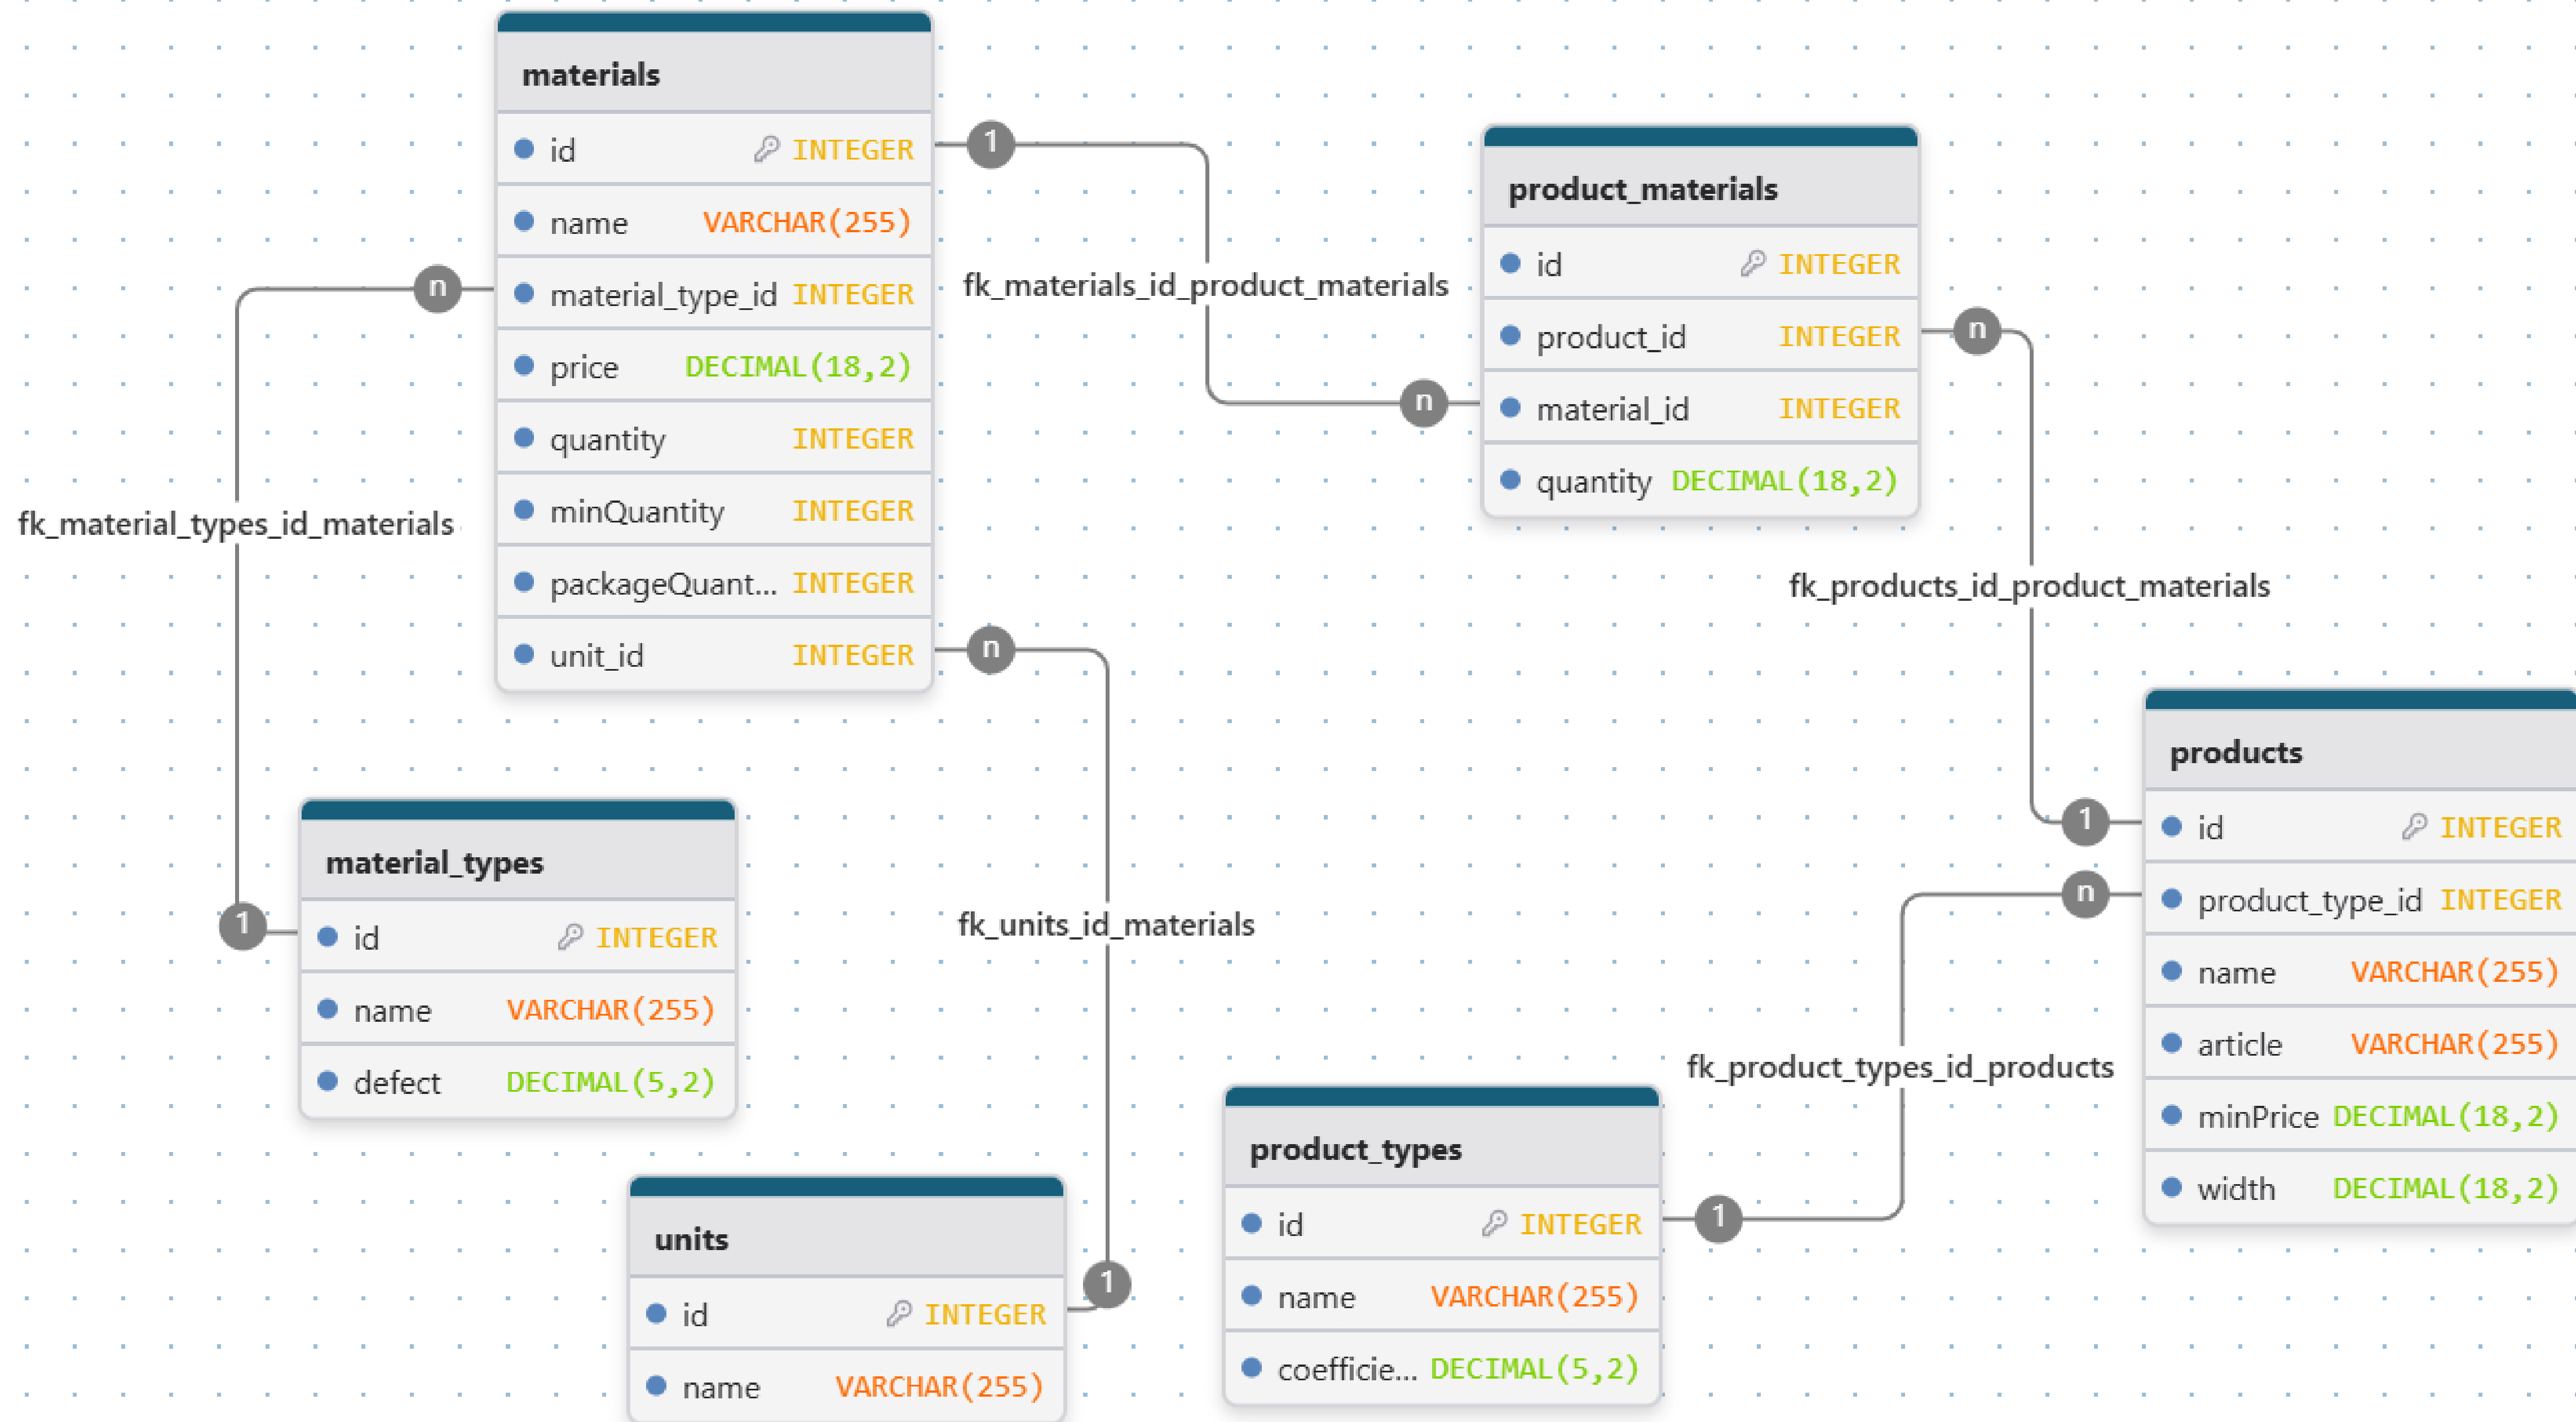 materials
id INTEGER
name VARCHAR(255)
material_type_id INTEGER
price DECIMAL(18,2)
quantity INTEGER
minQuantity INTEGER
packageQuant... INTEGER
unit_id INTEGER
1
n
n
fk_materials_id_product_materials
n
product_materials
id INTEGER
product_id INTEGER
material_id INTEGER
quantity DECIMAL(18,2)
n
fk_material_types_id_materials
fk_products_id_product_materials
1
n
products
id INTEGER
product_type_id INTEGER
name VARCHAR(255)
article VARCHAR(255)
minPrice DECIMAL(18,2)
width DECIMAL(18,2)
1
material_types
id INTEGER
name VARCHAR(255)
defect DECIMAL(5,2)
fk_units_id_materials
fk_product_types_id_products
1
units
id INTEGER
name VARCHAR(255)
product_types
id INTEGER
name VARCHAR(255)
coefficie... DECIMAL(5,2)
1